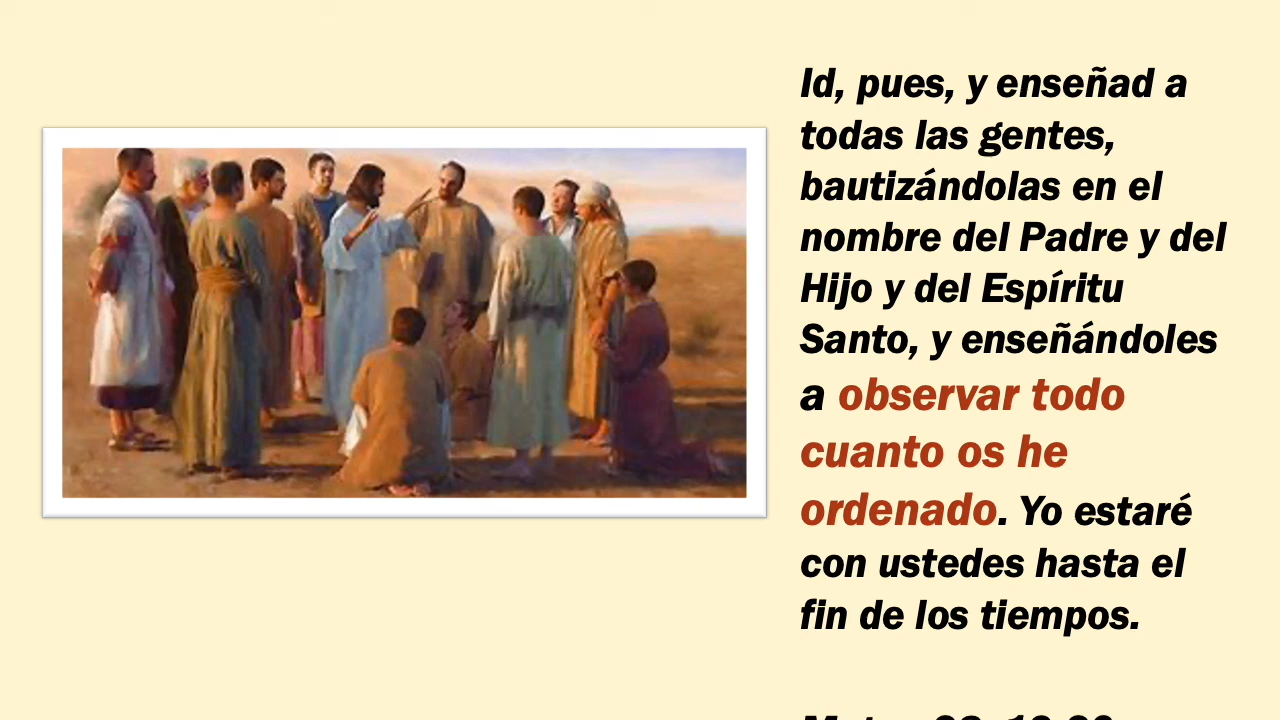 Id, pues, y enseñad a
todas las gentes,
bautizándolas en el
nombre del Padre y del
Hijo y del Espíritu
Santo, y enseñándoles
a observar todo
cuanto os he
ordenado. Yo estaré
con ustedes hasta el
fin de los tiempos.